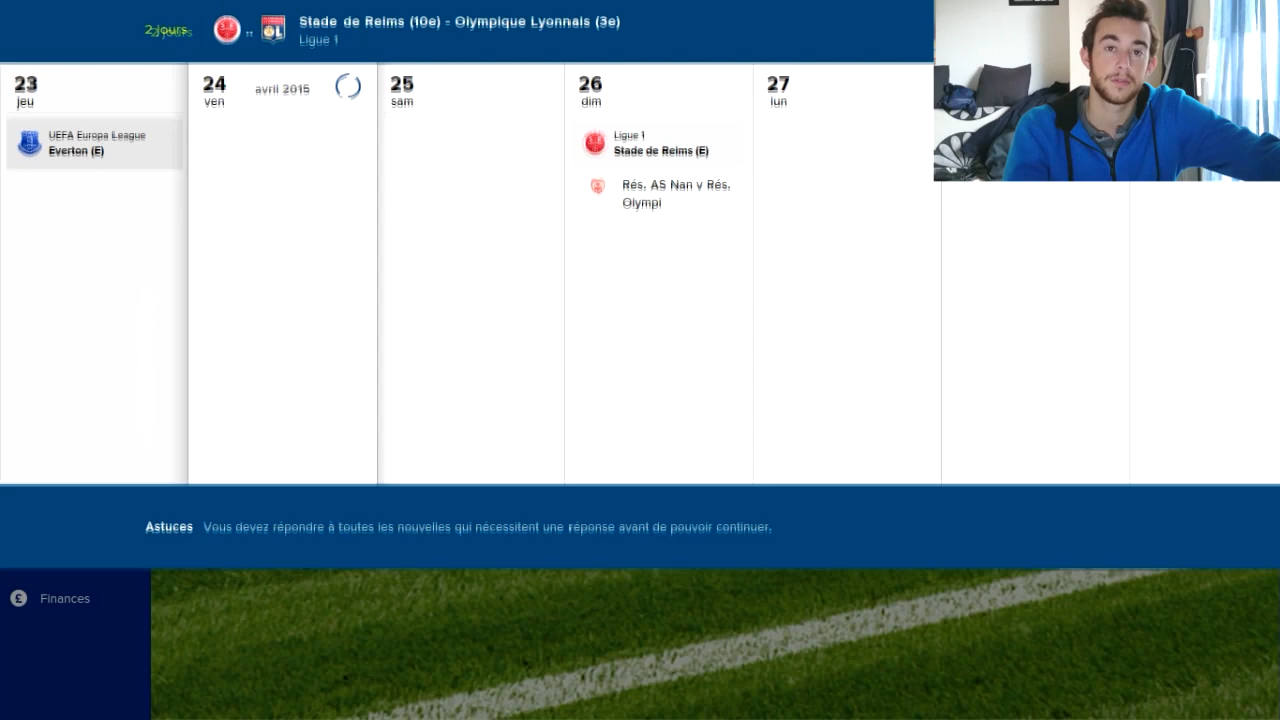 2 jours
Stade de Reims (10e) - Olympique Lyonnais (3e)
Ligue 1
23
jeu
24
ven
avril 2015
25
sam
26
dim
27
lun
UEFA Europa League
Everton (E)
Ligue 1
Stade de Reims (E)
Rés. AS Nan v Rés.
Olympi
Astuces Vous devez répondre à toutes les nouvelles qui nécessitent une réponse avant de pouvoir continuer.
£ Finances